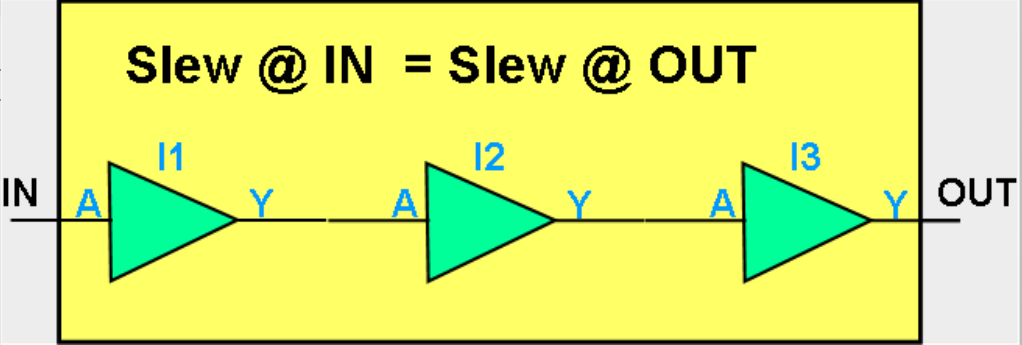 Slew @ IN = Slew @ OUT
I1 I2 I3
IN A Y A Y A Y OUT